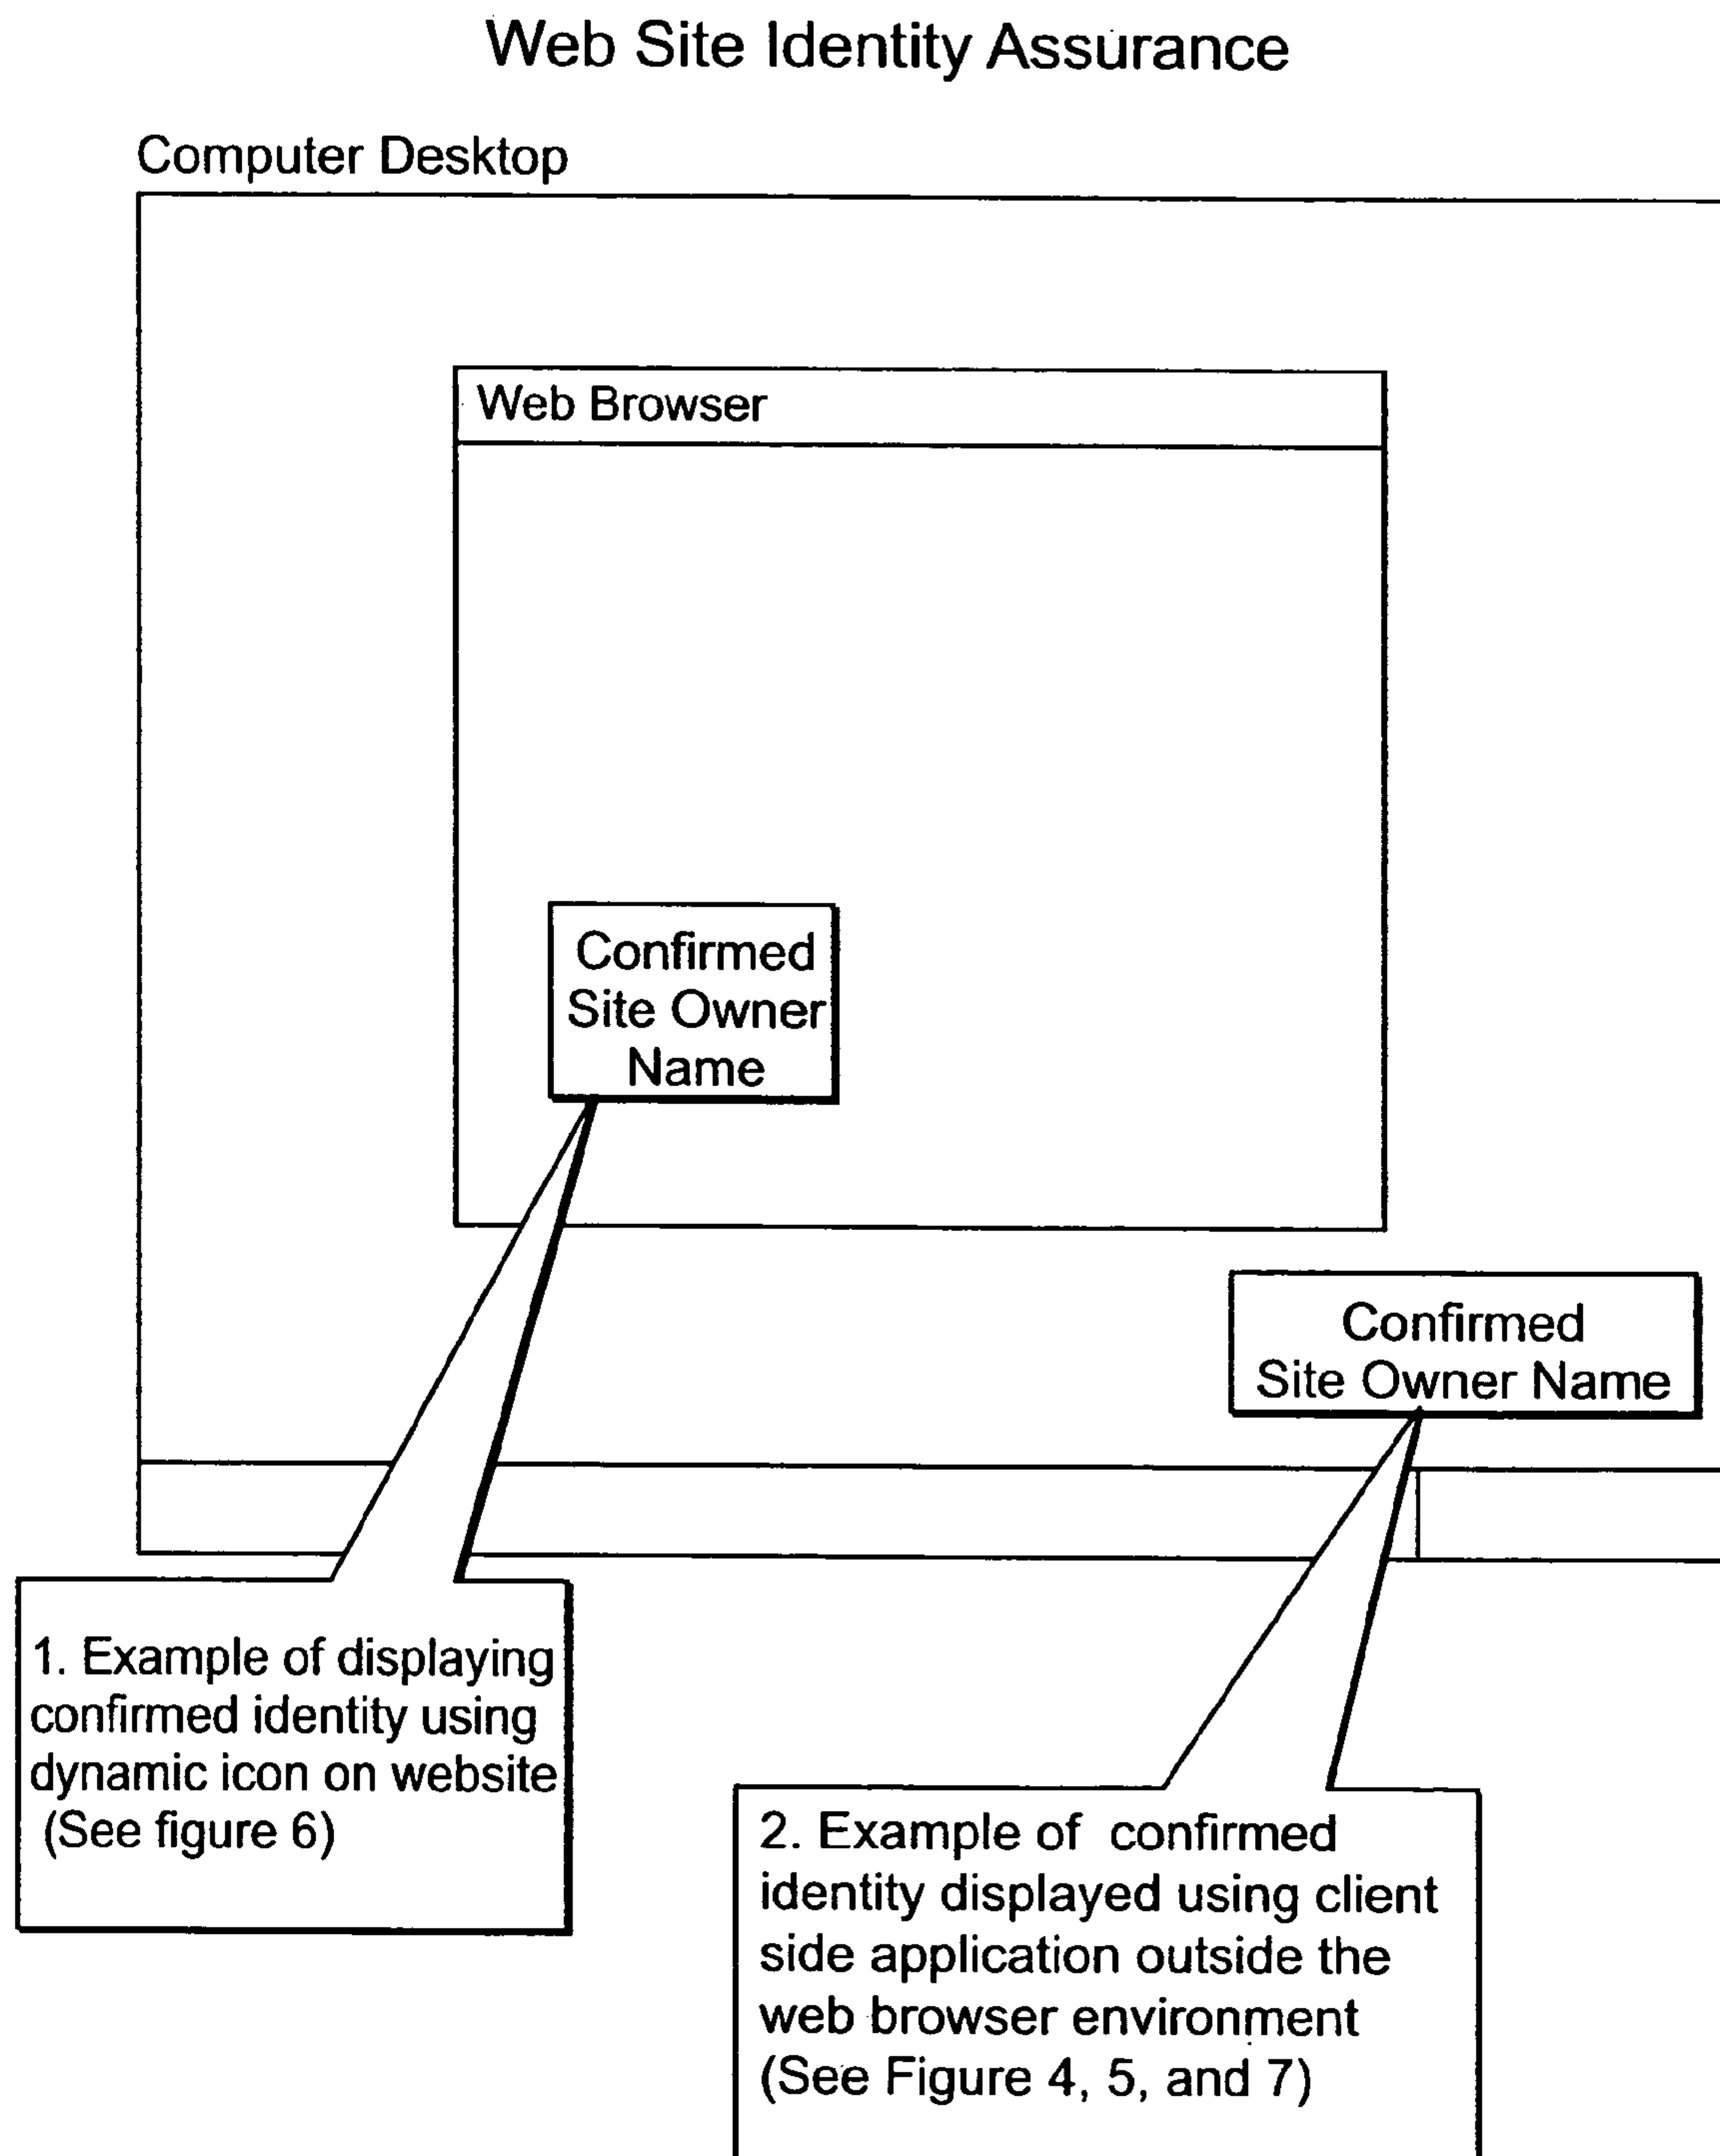 Web Site Identity Assurance
Computer Desktop
Web Browser
Confirmed
Site Owner
Name
Confirmed
Site Owner Name
1. Example of displaying
confirmed identity using
dynamic icon on website
(See figure 6)
2. Example of confirmed
identity displayed using client
side application outside the
web browser environment
(See Figure 4, 5, and 7)